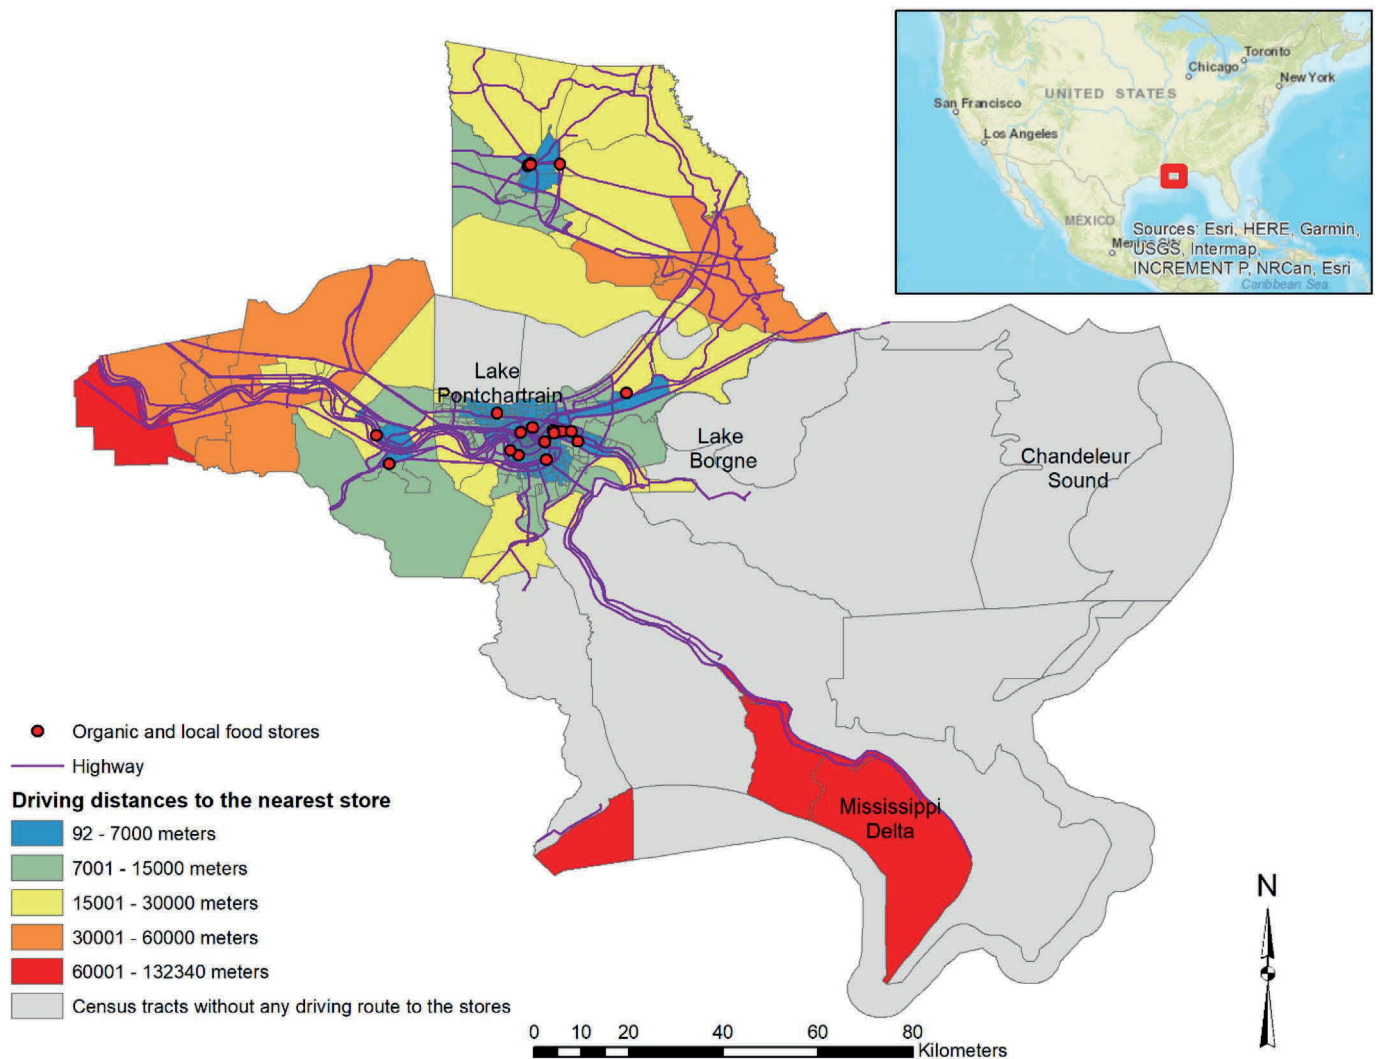 Toronto
Chicago
New York
UNITED STATES
San Francisco
Los Angeles
MÉXICO
Sources: Esri, HERE, Garmin,
USGS, Intermap,
INCREMENT P, NRCan, Esri
Caribbean Sea
Lake
Pontchartrain
Lake
Borgne
Chandeleur
Sound
Mississippi
Delta
Organic and local food stores
Highway
Driving distances to the nearest store
92 - 7000 meters
7001 - 15000 meters
15001 - 30000 meters
30001 - 60000 meters
60001 - 132340 meters
Census tracts without any driving route to the stores
N
0 10 20 40 60 80
Kilometers